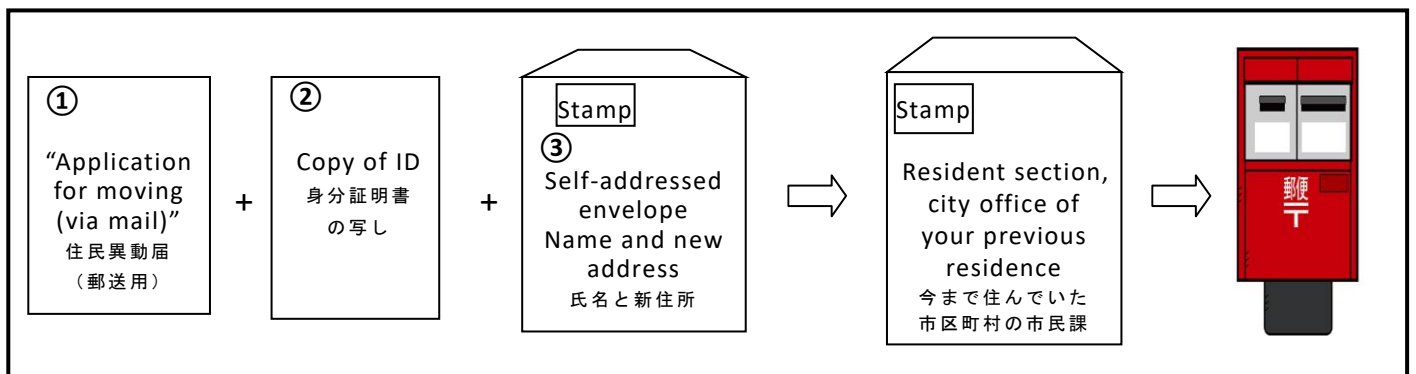 ①
“Application
for moving
(via mail)”
住民異動届
（郵送用）
+
②
Copy of ID
身分証明書
の写し
+
Stamp
③
Self-addressed
envelope
Name and new
address
氏名と新住所
Stamp
Resident section,
city office of
your previous
residence
今まで住んでいた
市区町村の市民課
郵便
〒